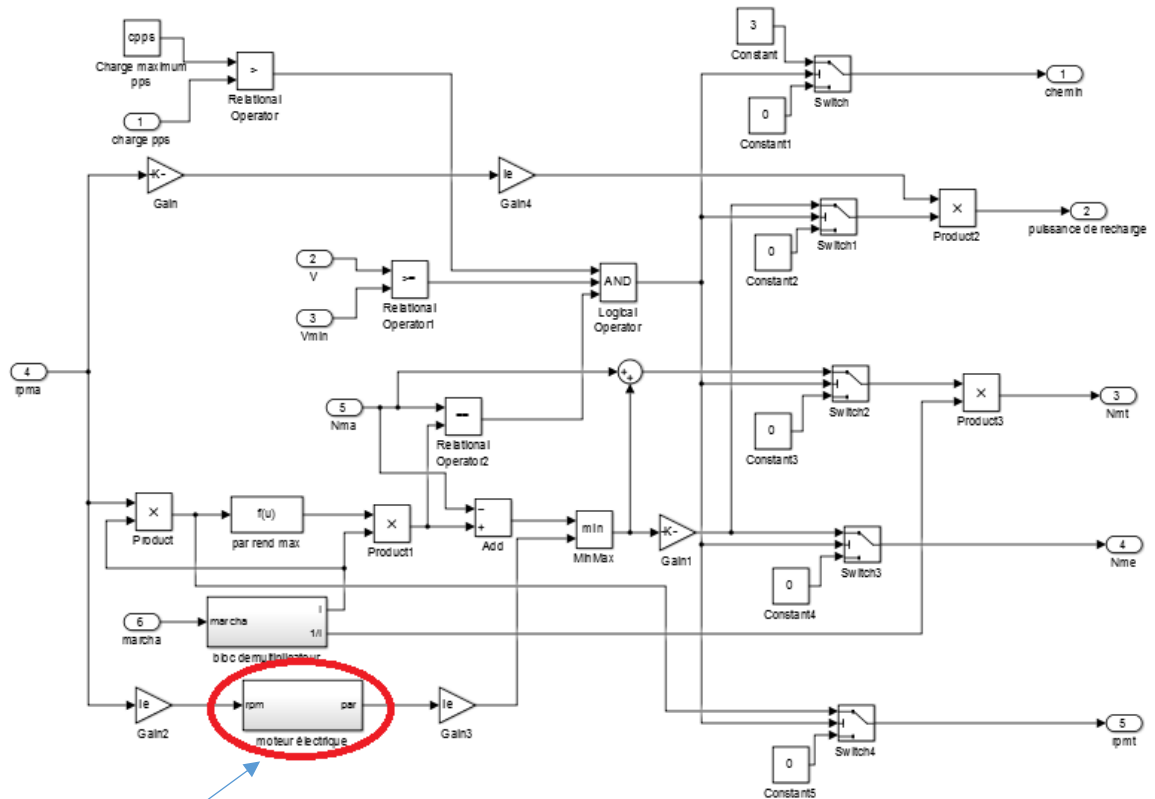 cpps
Charge maximum
pps
>
Relational
Operator
1
charge pps
3
Constant
0
Constant1
Switch
1
chemin
-K-
Gain
Ie
Gain4
0
Constant2
Switch1
×
Product2
2
puissance de recharge
2
V
3
Vmin
>=
Relational
Operator1
AND
Logical
Operator
4
rpma
5
Nma
==
Relational
Operator2
++
0
Constant3
Switch2
×
Product3
3
Nmt
×
Product
f(u)
par rend max
×
Product1
−
+
Add
min
MinMax
-K-
Gain1
0
Constant4
Switch3
4
Nme
6
marcha
marcha
I
1/I
bloc demultiplicateur
Ie
Gain2
rpm
par
moteur électrique
Ie
Gain3
0
Constant5
Switch4
5
rpmt